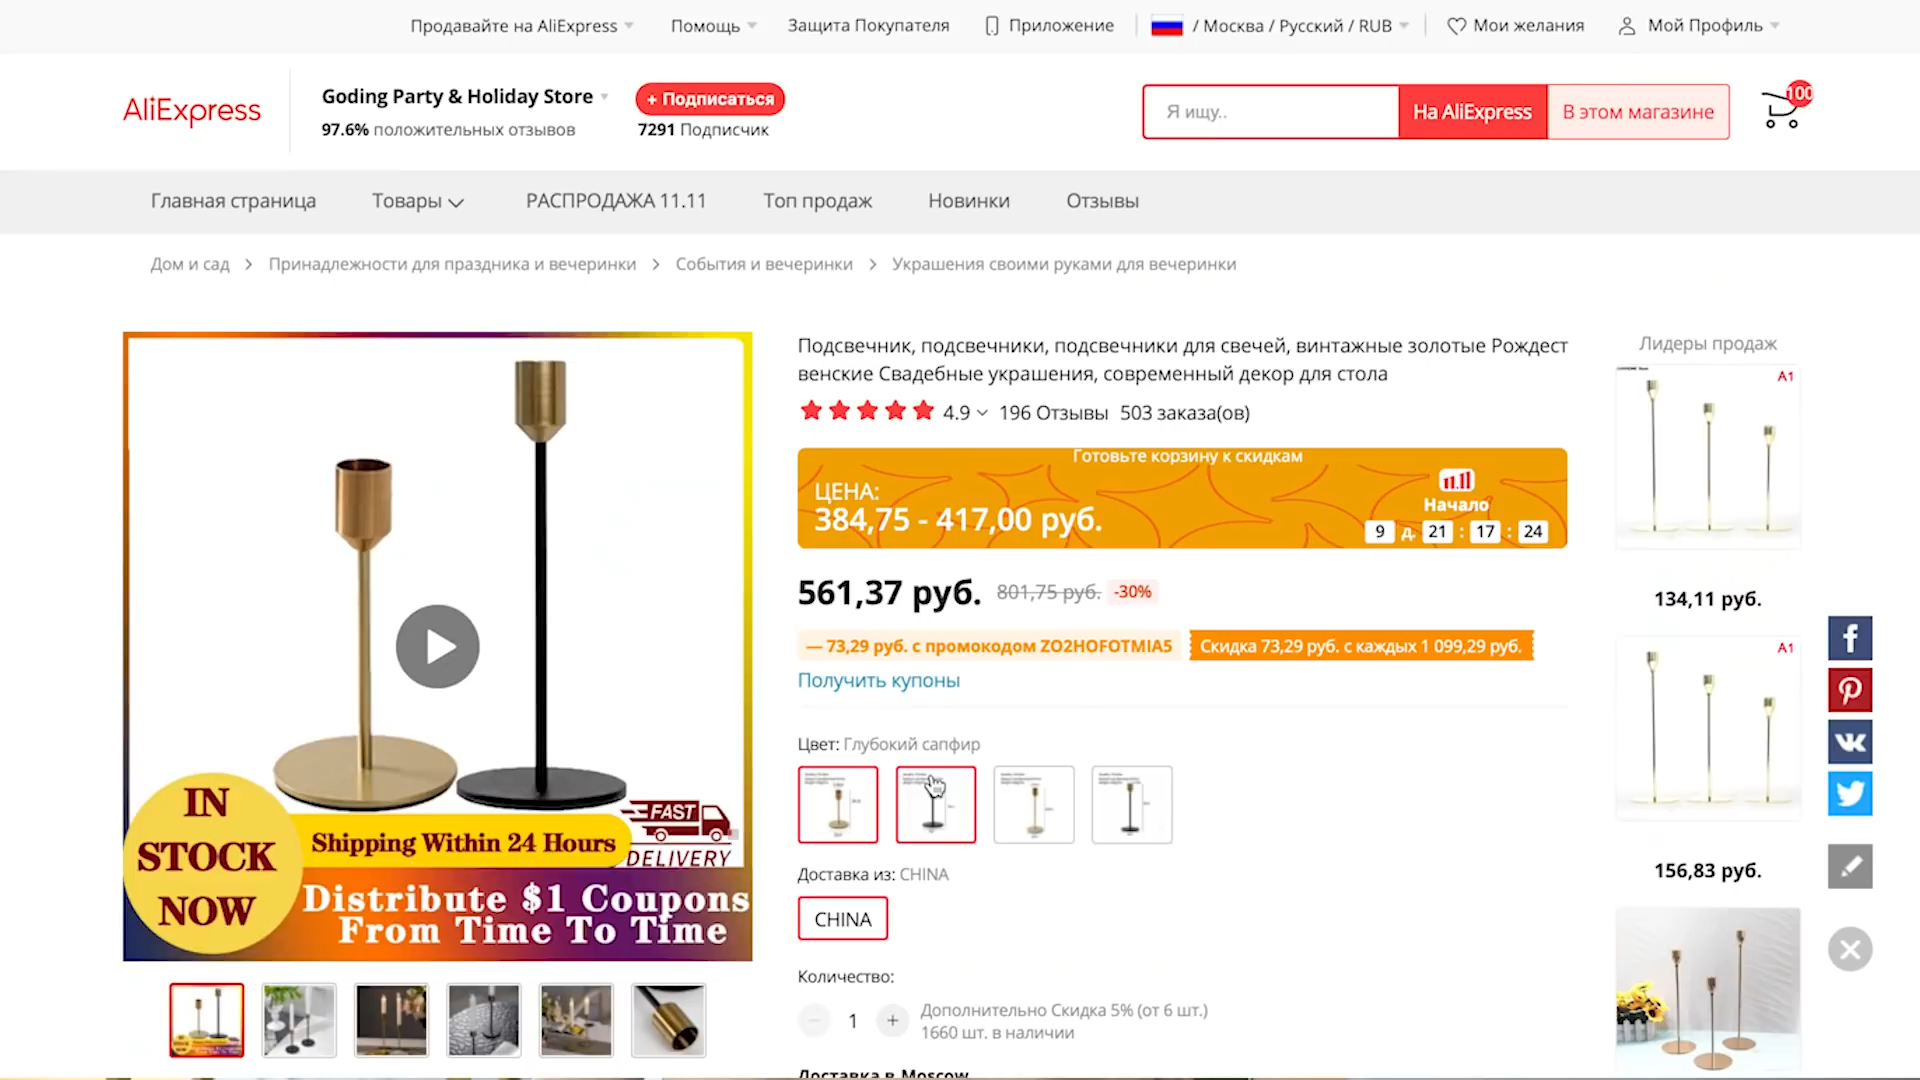 Продавайте на AliExpress
Помощь
Защита Покупателя
Приложение
/ Москва / Русский / RUB
Мои желания
Мой Профиль
AliExpress
Goding Party & Holiday Store
97.6% положительных отзывов
+ Подписаться
7291 Подписчик
Я ищу..
На AliExpress
В этом магазине
100
Главная страница
Товары
РАСПРОДАЖА 11.11
Топ продаж
Новинки
Отзывы
Дом и сад > Принадлежности для праздника и вечеринки > События и вечеринки > Украшения своими руками для вечеринки
IN
STOCK
NOW
Shipping Within 24 Hours
FAST
DELIVERY
Distribute $1 Coupons
From Time To Time
Подсвечник, подсвечники, подсвечники для свечей, винтажные золотые Рождест
венские Свадебные украшения, современный декор для стола
4.9
196 Отзывы
503 заказа(ов)
Готовьте корзину к скидкам
ЦЕНА:
384,75 - 417,00 руб.
11.11
Начало
9 д. 21 : 17 : 24
561,37 руб.
801,75 руб.
-30%
— 73,29 руб. с промокодом ZO2HOFOTMIA5
Скидка 73,29 руб. с каждых 1 099,29 руб.
Получить купоны
Цвет: Глубокий сапфир
Доставка из: CHINA
CHINA
Количество:
1
Дополнительно Скидка 5% (от 6 шт.)
1660 шт. в наличии
Доставка в Moscow
Лидеры продаж
A1
134,11 руб.
A1
156,83 руб.